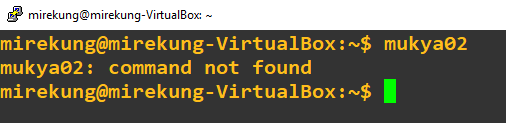 mirekung@mirekung-VirtualBox: ~
mirekung@mirekung-VirtualBox:~$ mukya02
mukya02: command not found
mirekung@mirekung-VirtualBox:~$